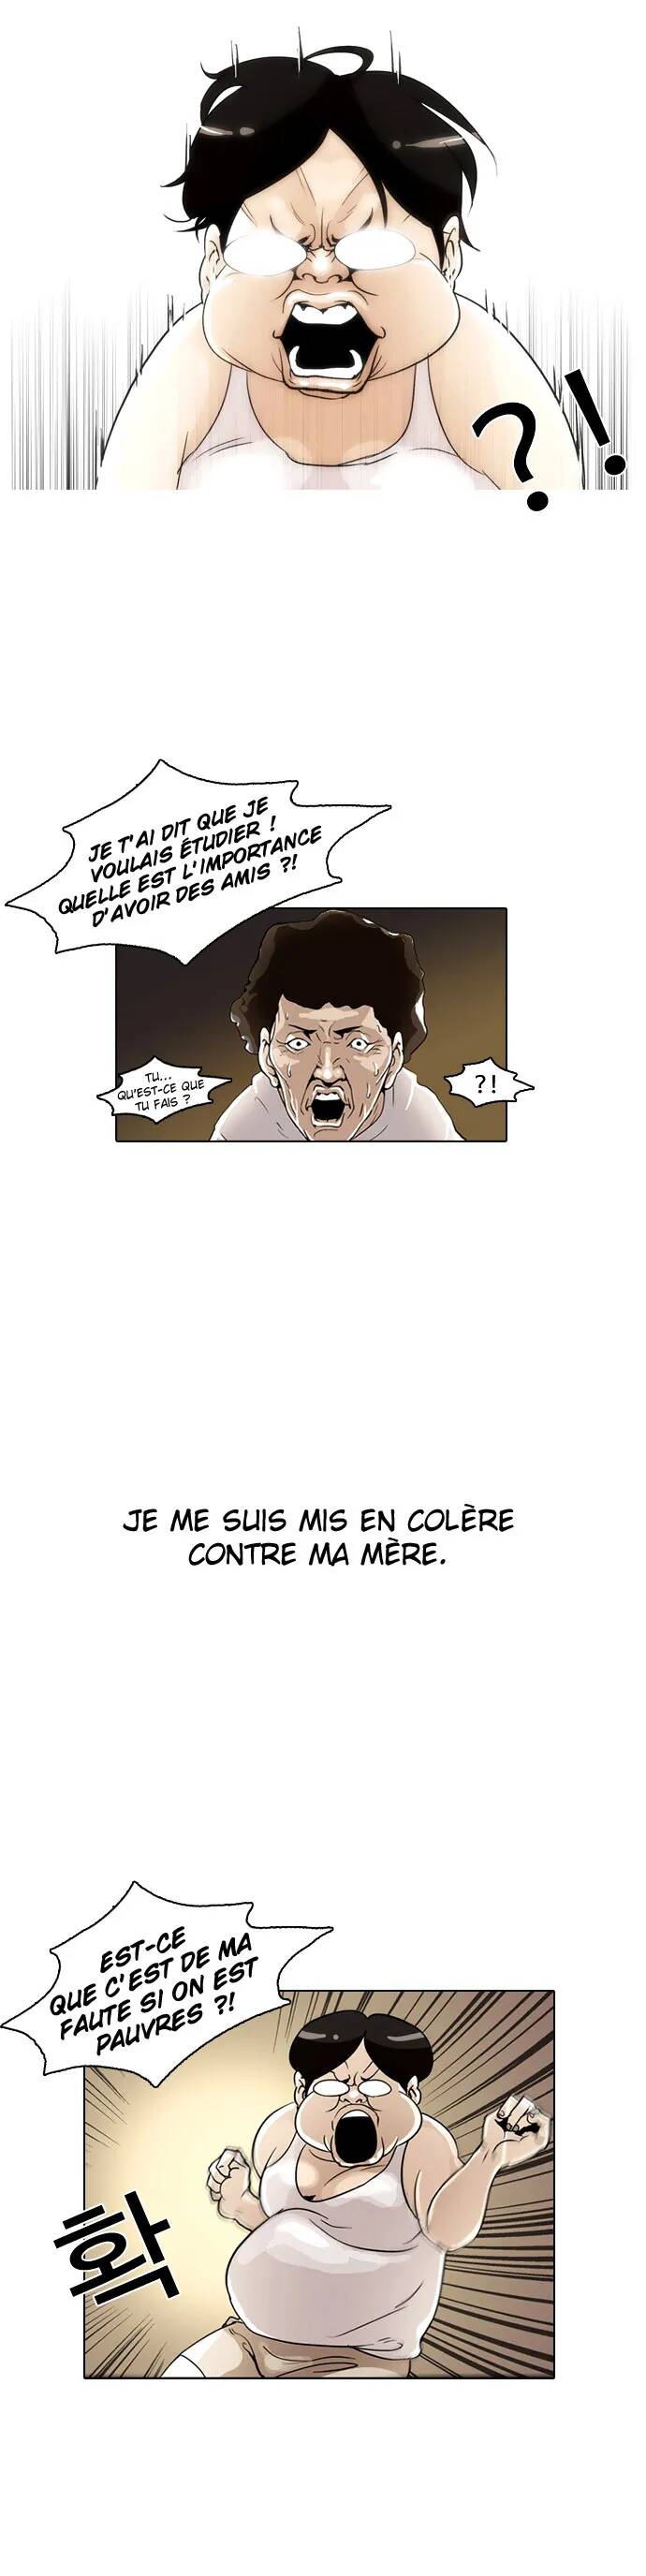 ?!
JE T'AI DIT QUE JE
VOULAIS ÉTUDIER !
QUELLE EST L'IMPORTANCE
D'AVOIR DES AMIS ?!
TU...
QU'EST-CE QUE
TU FAIS ?
?!
JE ME SUIS MIS EN COLÈRE
CONTRE MA MÈRE.
EST-CE
QUE C'EST DE MA
FAUTE SI ON EST
PAUVRES ?!
확